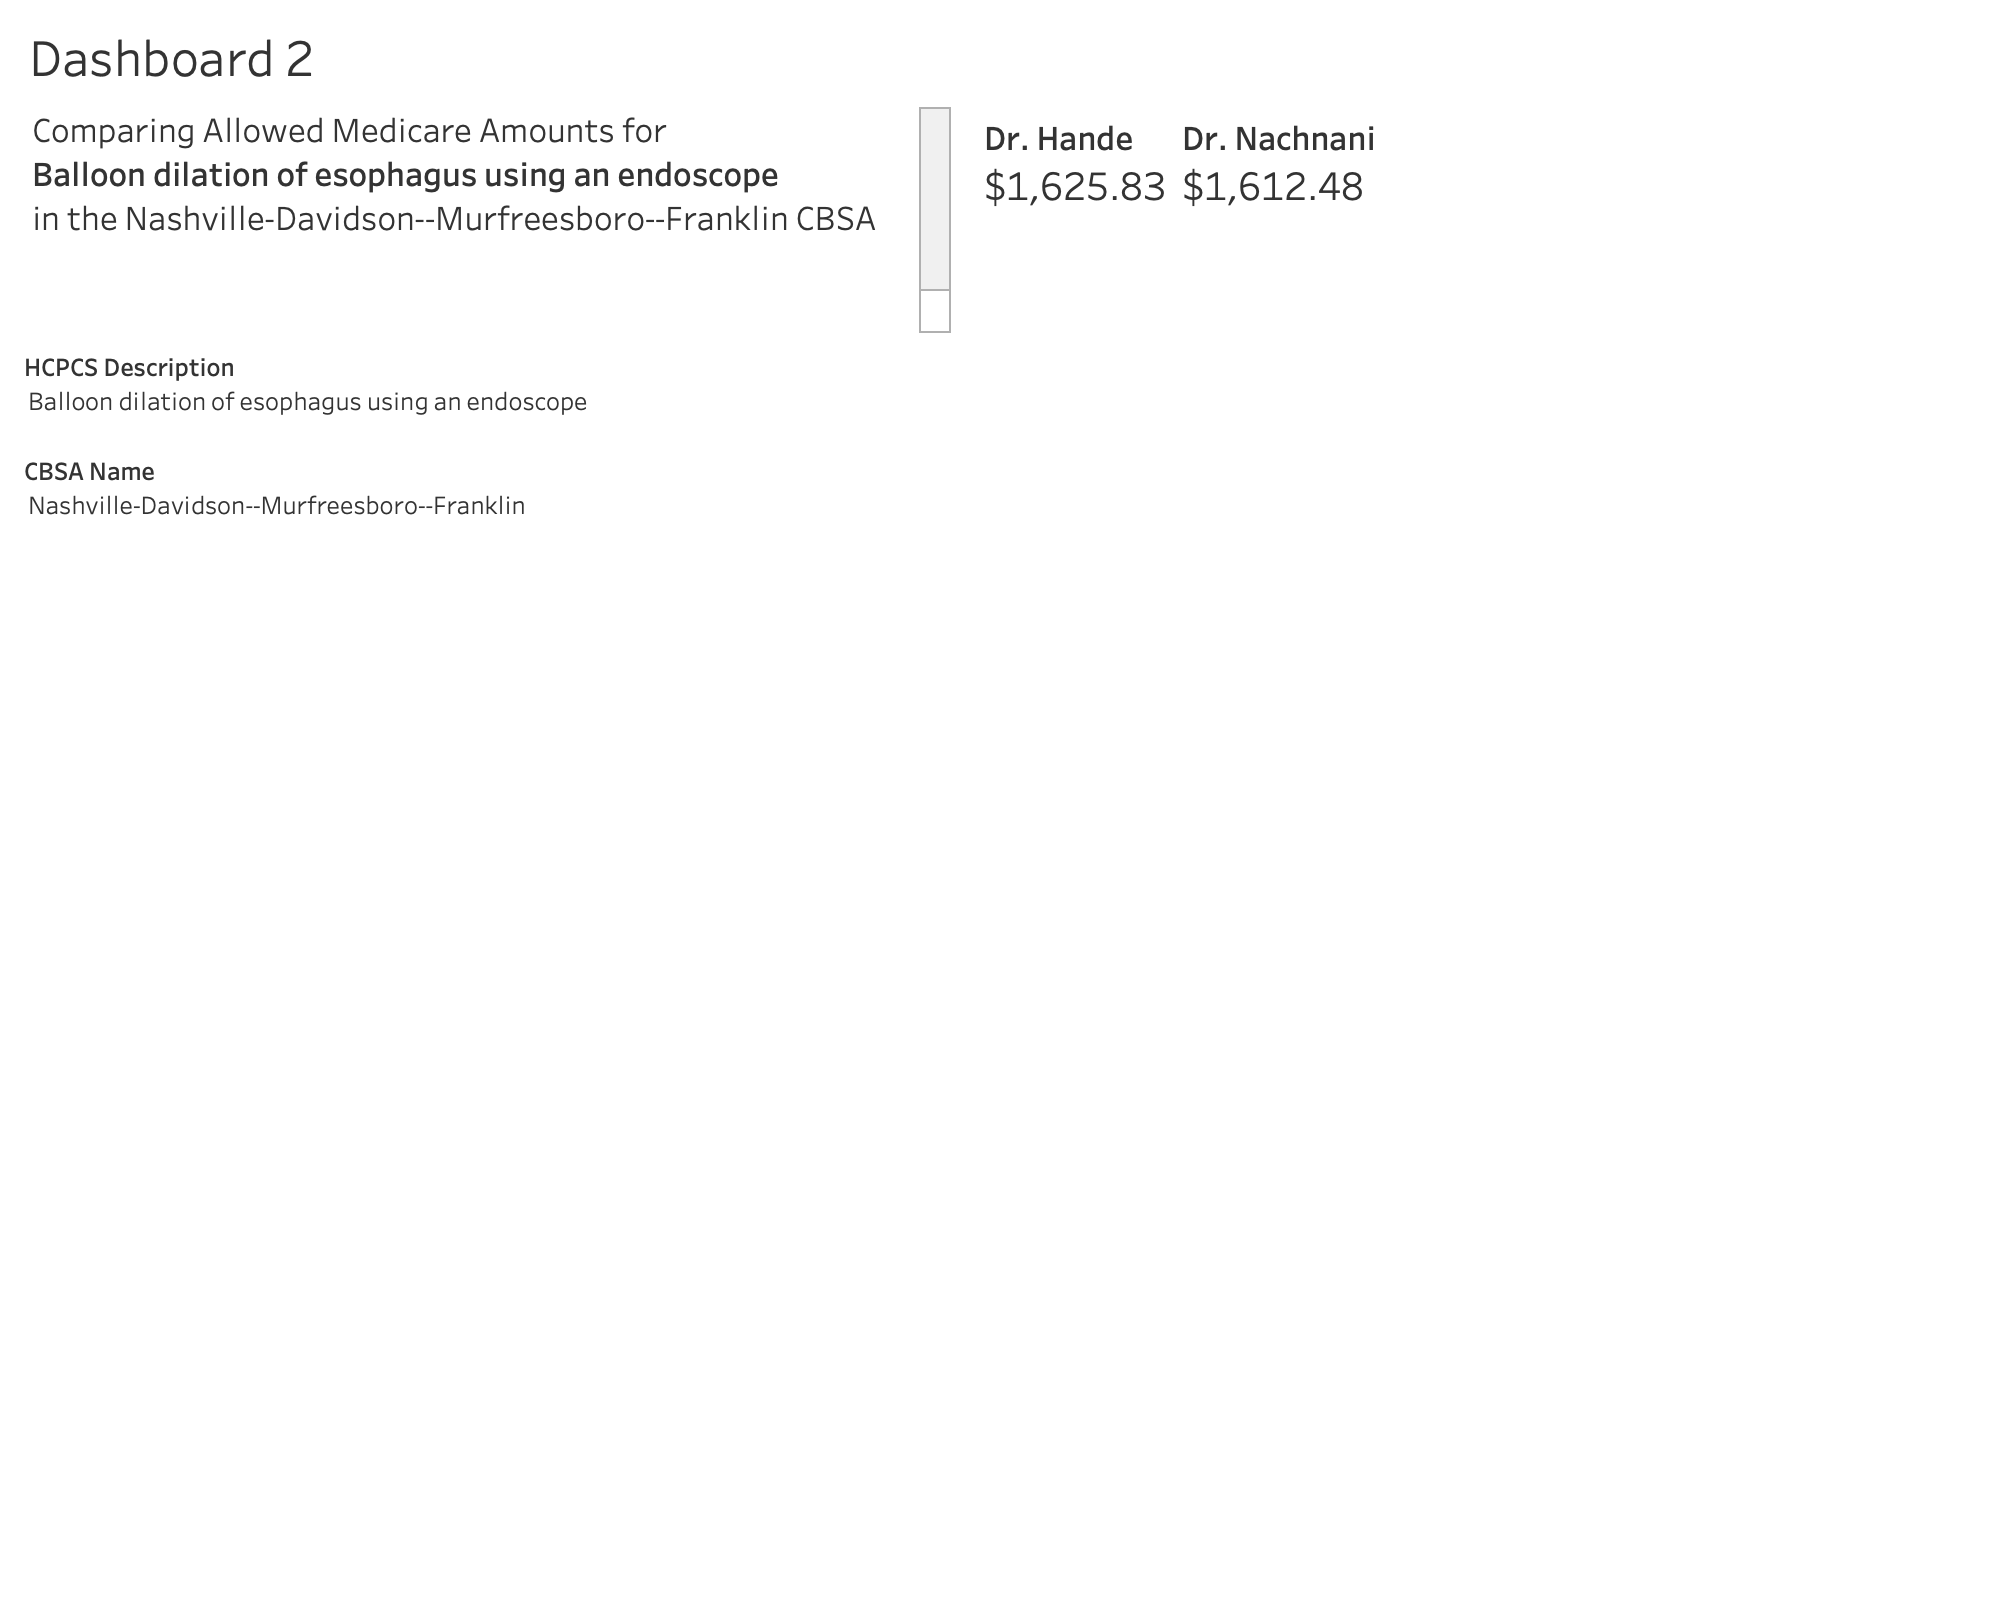 Dashboard 2
Comparing Allowed Medicare Amounts for
Balloon dilation of esophagus using an endoscope
in the Nashville-Davidson--Murfreesboro--Franklin CBSA
Dr. Hande Dr. Nachnani
$1,625.83 $1,612.48
HCPCS Description
Balloon dilation of esophagus using an endoscope
CBSA Name
Nashville-Davidson--Murfreesboro--Franklin